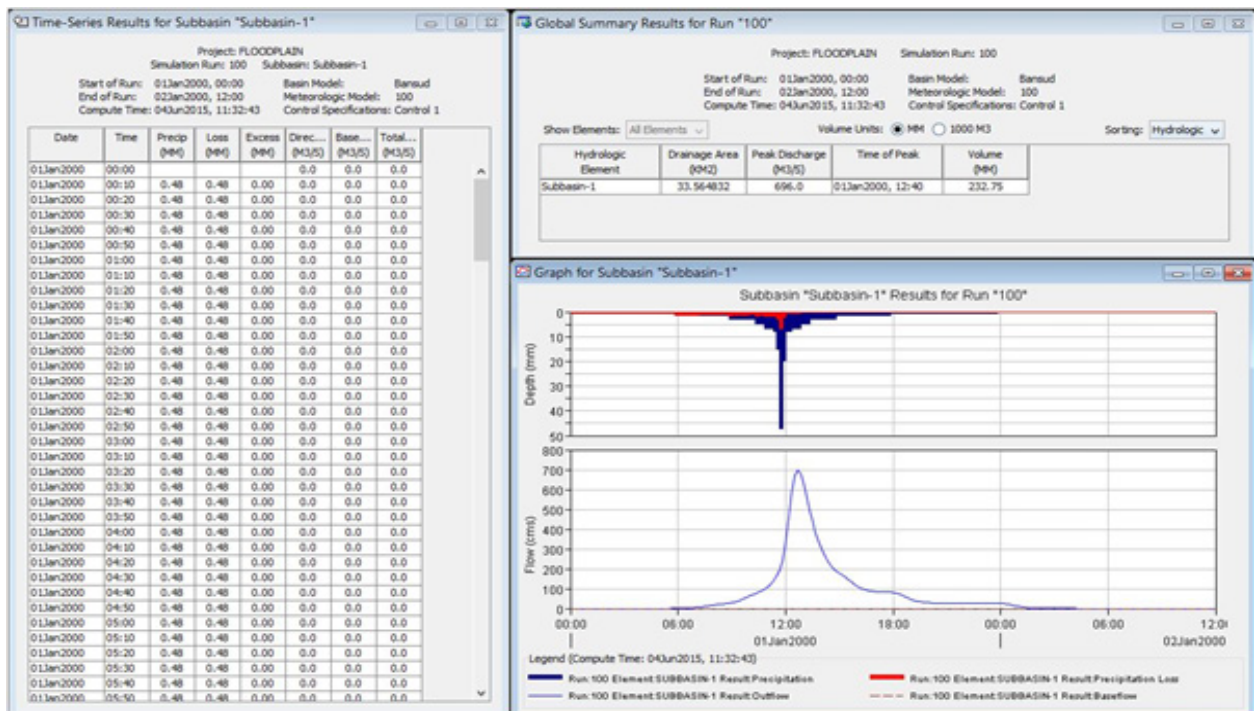 Time-Series Results for Subbasin "Subbasin-1"
Project: FLOODPLAIN
Simulation Run: 100 Subbasin: Subbasin-1
Start of Run: 01Jan2000, 00:00 Basin Model: Bansud
End of Run: 02Jan2000, 12:00 Meteorologic Model: 100
Compute Time: 04Jun2015, 11:32:43 Control Specifications: Control 1
Date Time Precip Loss Excess Direc... Base... Total...
(MM) (MM) (MM) (M3/S) (M3/S) (M3/S)
01Jan2000 00:00 0.0 0.0 0.0
01Jan2000 00:10 0.48 0.48 0.00 0.0 0.0 0.0
01Jan2000 00:20 0.48 0.48 0.00 0.0 0.0 0.0
01Jan2000 00:30 0.48 0.48 0.00 0.0 0.0 0.0
01Jan2000 00:40 0.48 0.48 0.00 0.0 0.0 0.0
01Jan2000 00:50 0.48 0.48 0.00 0.0 0.0 0.0
01Jan2000 01:00 0.48 0.48 0.00 0.0 0.0 0.0
01Jan2000 01:10 0.48 0.48 0.00 0.0 0.0 0.0
01Jan2000 01:20 0.48 0.48 0.00 0.0 0.0 0.0
01Jan2000 01:30 0.48 0.48 0.00 0.0 0.0 0.0
01Jan2000 01:40 0.48 0.48 0.00 0.0 0.0 0.0
01Jan2000 01:50 0.48 0.48 0.00 0.0 0.0 0.0
01Jan2000 02:00 0.48 0.48 0.00 0.0 0.0 0.0
01Jan2000 02:10 0.48 0.48 0.00 0.0 0.0 0.0
01Jan2000 02:20 0.48 0.48 0.00 0.0 0.0 0.0
01Jan2000 02:30 0.48 0.48 0.00 0.0 0.0 0.0
01Jan2000 02:40 0.48 0.48 0.00 0.0 0.0 0.0
01Jan2000 02:50 0.48 0.48 0.00 0.0 0.0 0.0
01Jan2000 03:00 0.48 0.48 0.00 0.0 0.0 0.0
01Jan2000 03:10 0.48 0.48 0.00 0.0 0.0 0.0
01Jan2000 03:20 0.48 0.48 0.00 0.0 0.0 0.0
01Jan2000 03:30 0.48 0.48 0.00 0.0 0.0 0.0
01Jan2000 03:40 0.48 0.48 0.00 0.0 0.0 0.0
01Jan2000 03:50 0.48 0.48 0.00 0.0 0.0 0.0
01Jan2000 04:00 0.48 0.48 0.00 0.0 0.0 0.0
01Jan2000 04:10 0.48 0.48 0.00 0.0 0.0 0.0
01Jan2000 04:20 0.48 0.48 0.00 0.0 0.0 0.0
01Jan2000 04:30 0.48 0.48 0.00 0.0 0.0 0.0
01Jan2000 04:40 0.48 0.48 0.00 0.0 0.0 0.0
01Jan2000 04:50 0.48 0.48 0.00 0.0 0.0 0.0
01Jan2000 05:00 0.48 0.48 0.00 0.0 0.0 0.0
01Jan2000 05:10 0.48 0.48 0.00 0.0 0.0 0.0
01Jan2000 05:20 0.48 0.48 0.00 0.0 0.0 0.0
01Jan2000 05:30 0.48 0.48 0.00 0.0 0.0 0.0
01Jan2000 05:40 0.48 0.48 0.00 0.0 0.0 0.0
01Jan2000 05:50 0.48 0.48 0.00 0.0 0.0 0.0
Global Summary Results for Run "100"
Project: FLOODPLAIN Simulation Run: 100
Start of Run: 01Jan2000, 00:00 Basin Model: Bansud
End of Run: 02Jan2000, 12:00 Meteorologic Model: 100
Compute Time: 04Jun2015, 11:32:43 Control Specifications: Control 1
Show Elements: All Elements Volume Units: MM 1000 M3 Sorting: Hydrologic
Hydrologic Drainage Area Peak Discharge Time of Peak Volume
Element (KM2) (M3/S) (MM)
Subbasin-1 33.564832 696.0 01Jan2000, 12:40 232.75
Graph for Subbasin "Subbasin-1"
Subbasin "Subbasin-1" Results for Run "100"
Depth (mm)
0
10
20
30
40
50
Flow (cms)
800
700
600
500
400
300
200
100
0
00:00 06:00 12:00 18:00 00:00 06:00 12:0
01Jan2000 02Jan2000
Legend (Compute Time: 04Jun2015, 11:32:43)
Run:100 Element:SUBBASIN-1 Result:Precipitation Run:100 Element:SUBBASIN-1 Result:Precipitation Loss
Run:100 Element:SUBBASIN-1 Result:Outflow Run:100 Element:SUBBASIN-1 Result:Baseflow